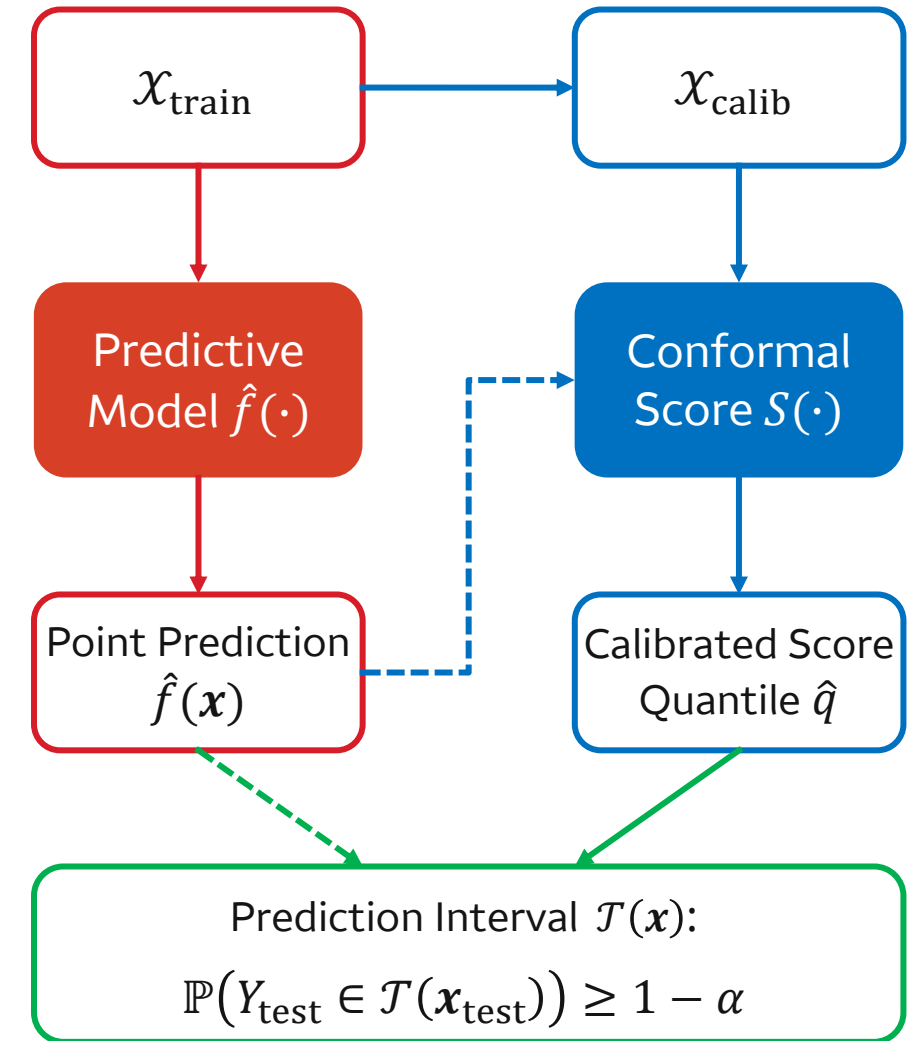 𝒳train
𝒳calib
Predictive
Model f̂(·)
Conformal
Score S(·)
Point Prediction
f̂(𝒙)
Calibrated Score
Quantile q̂
Prediction Interval 𝒯(𝒙):
ℙ(Ytest ∈ 𝒯(𝒙test)) ≥ 1 − α